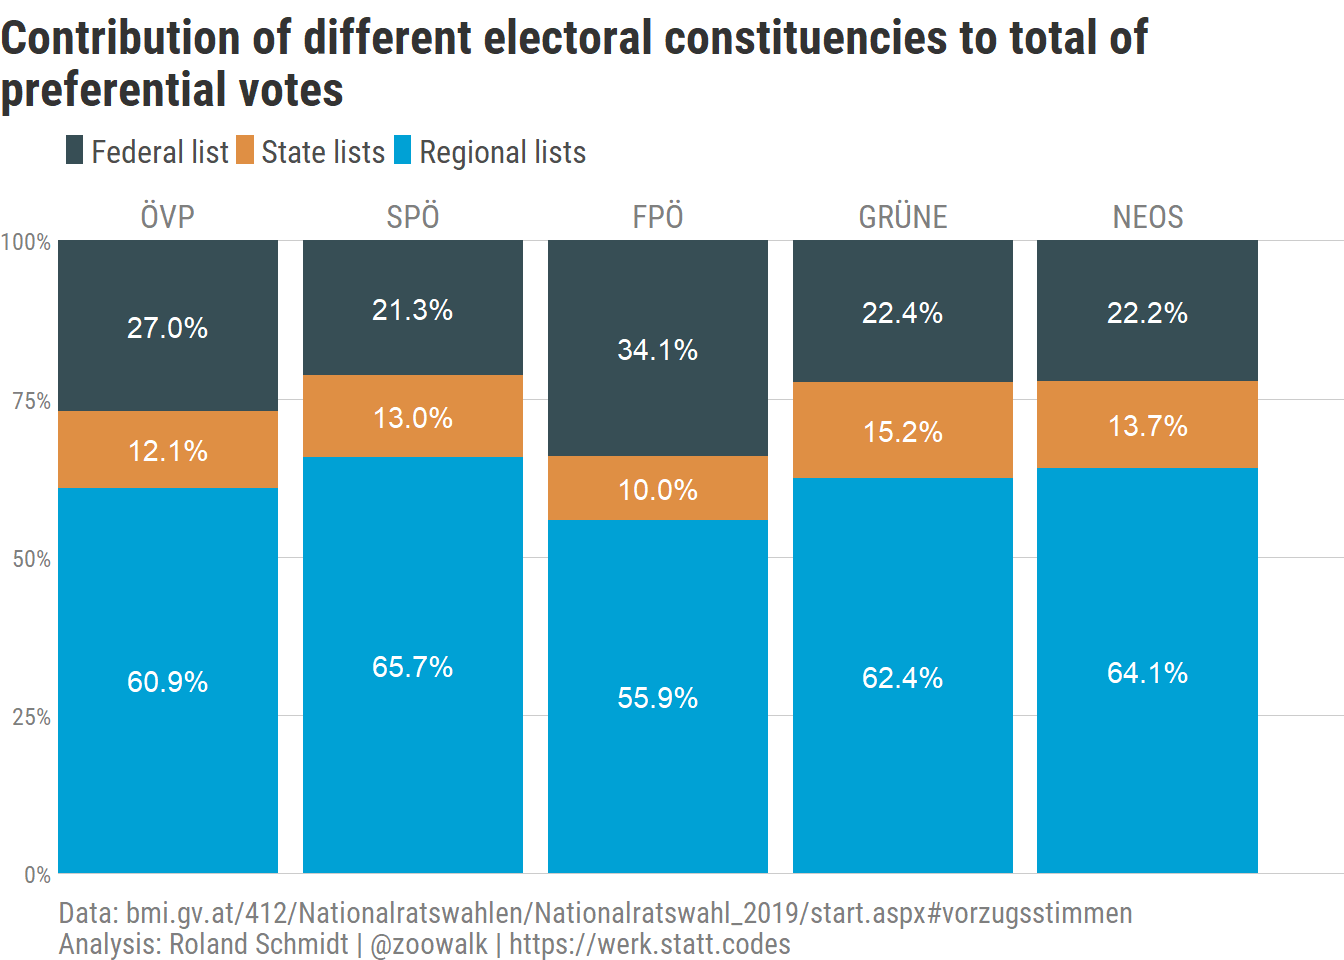 Contribution of different electoral constituencies to total of
preferential votes
Federal list State lists Regional lists
ÖVP SPÖ FPÖ GRÜNE NEOS
100%
27.0% 21.3% 34.1% 22.4% 22.2%
75%
12.1% 13.0% 10.0% 15.2% 13.7%
50%
60.9% 65.7% 55.9% 62.4% 64.1%
25%
0%
Data: bmi.gv.at/412/Nationalratswahlen/Nationalratswahl_2019/start.aspx#vorzugsstimmen
Analysis: Roland Schmidt | @zoowalk | https://werk.statt.codes